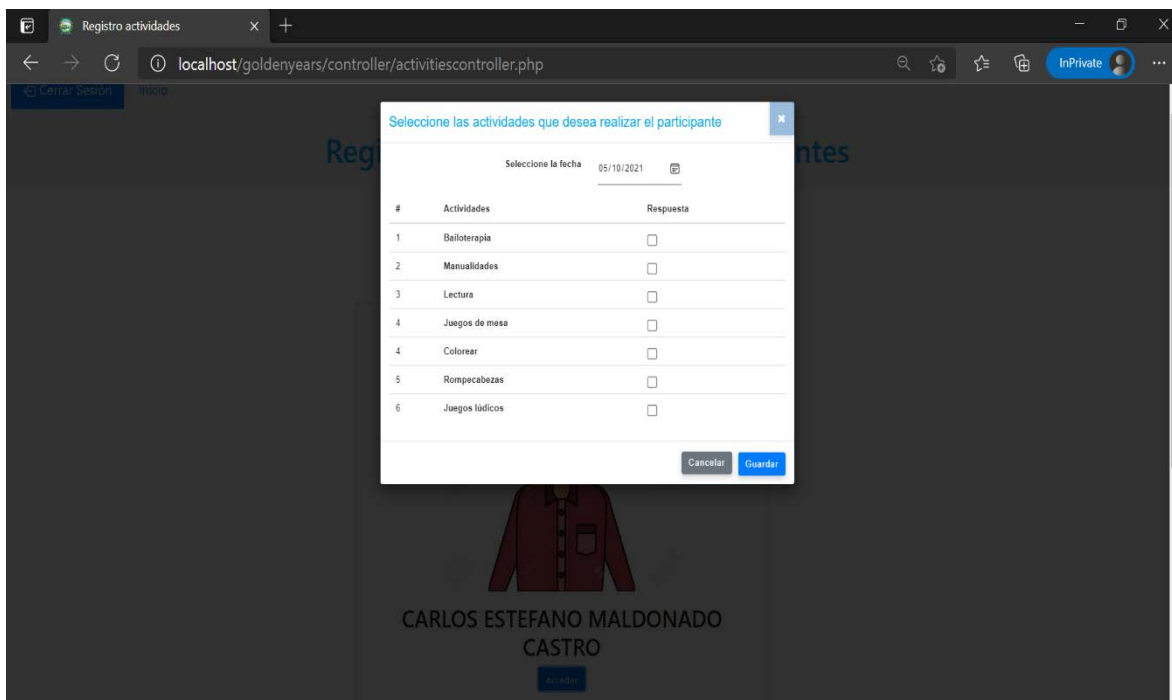 Registro actividades
localhost/goldenyears/controller/activitiescontroller.php
InPrivate
Cerrar Sesión Inicio
Seleccione las actividades que desea realizar el participante
Regi ntes
Seleccione la fecha 05/10/2021
# Actividades Respuesta
1 Bailoterapia
2 Manualidades
3 Lectura
4 Juegos de mesa
4 Colorear
5 Rompecabezas
6 Juegos lúdicos
Cancelar Guardar
CARLOS ESTEFANO MALDONADO
CASTRO
Acceder